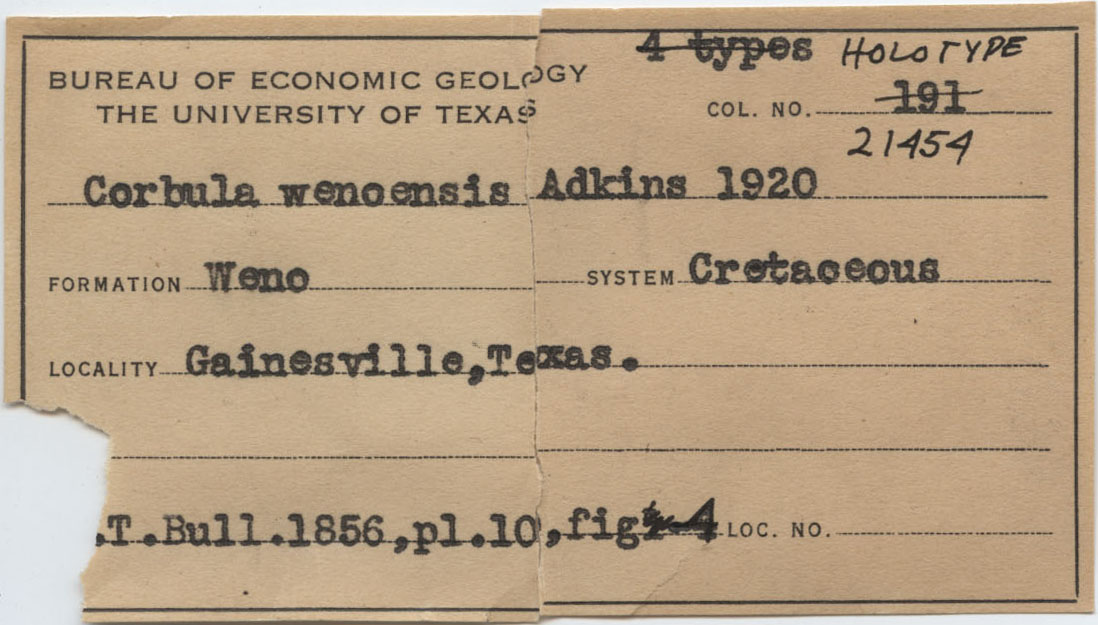 4 types HOLOTYPE
BUREAU OF ECONOMIC GEOLOGY
THE UNIVERSITY OF TEXAS
COL. NO. 191
21454
Corbula wenoensis Adkins 1920
FORMATION Weno SYSTEM Cretaceous
LOCALITY Gainesville,Texas.
.T.Bull.1856,pl.10,fig 4 LOC. NO.